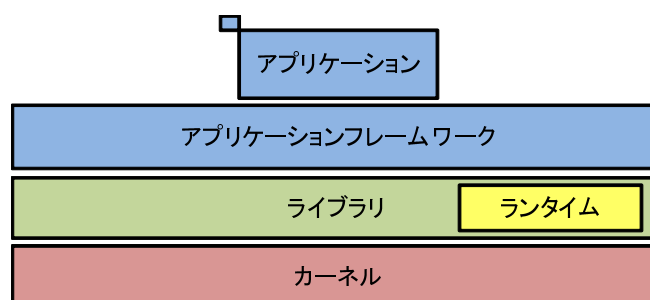 アプリケーション
アプリケーションフレームワーク
ライブラリ
ランタイム
カーネル